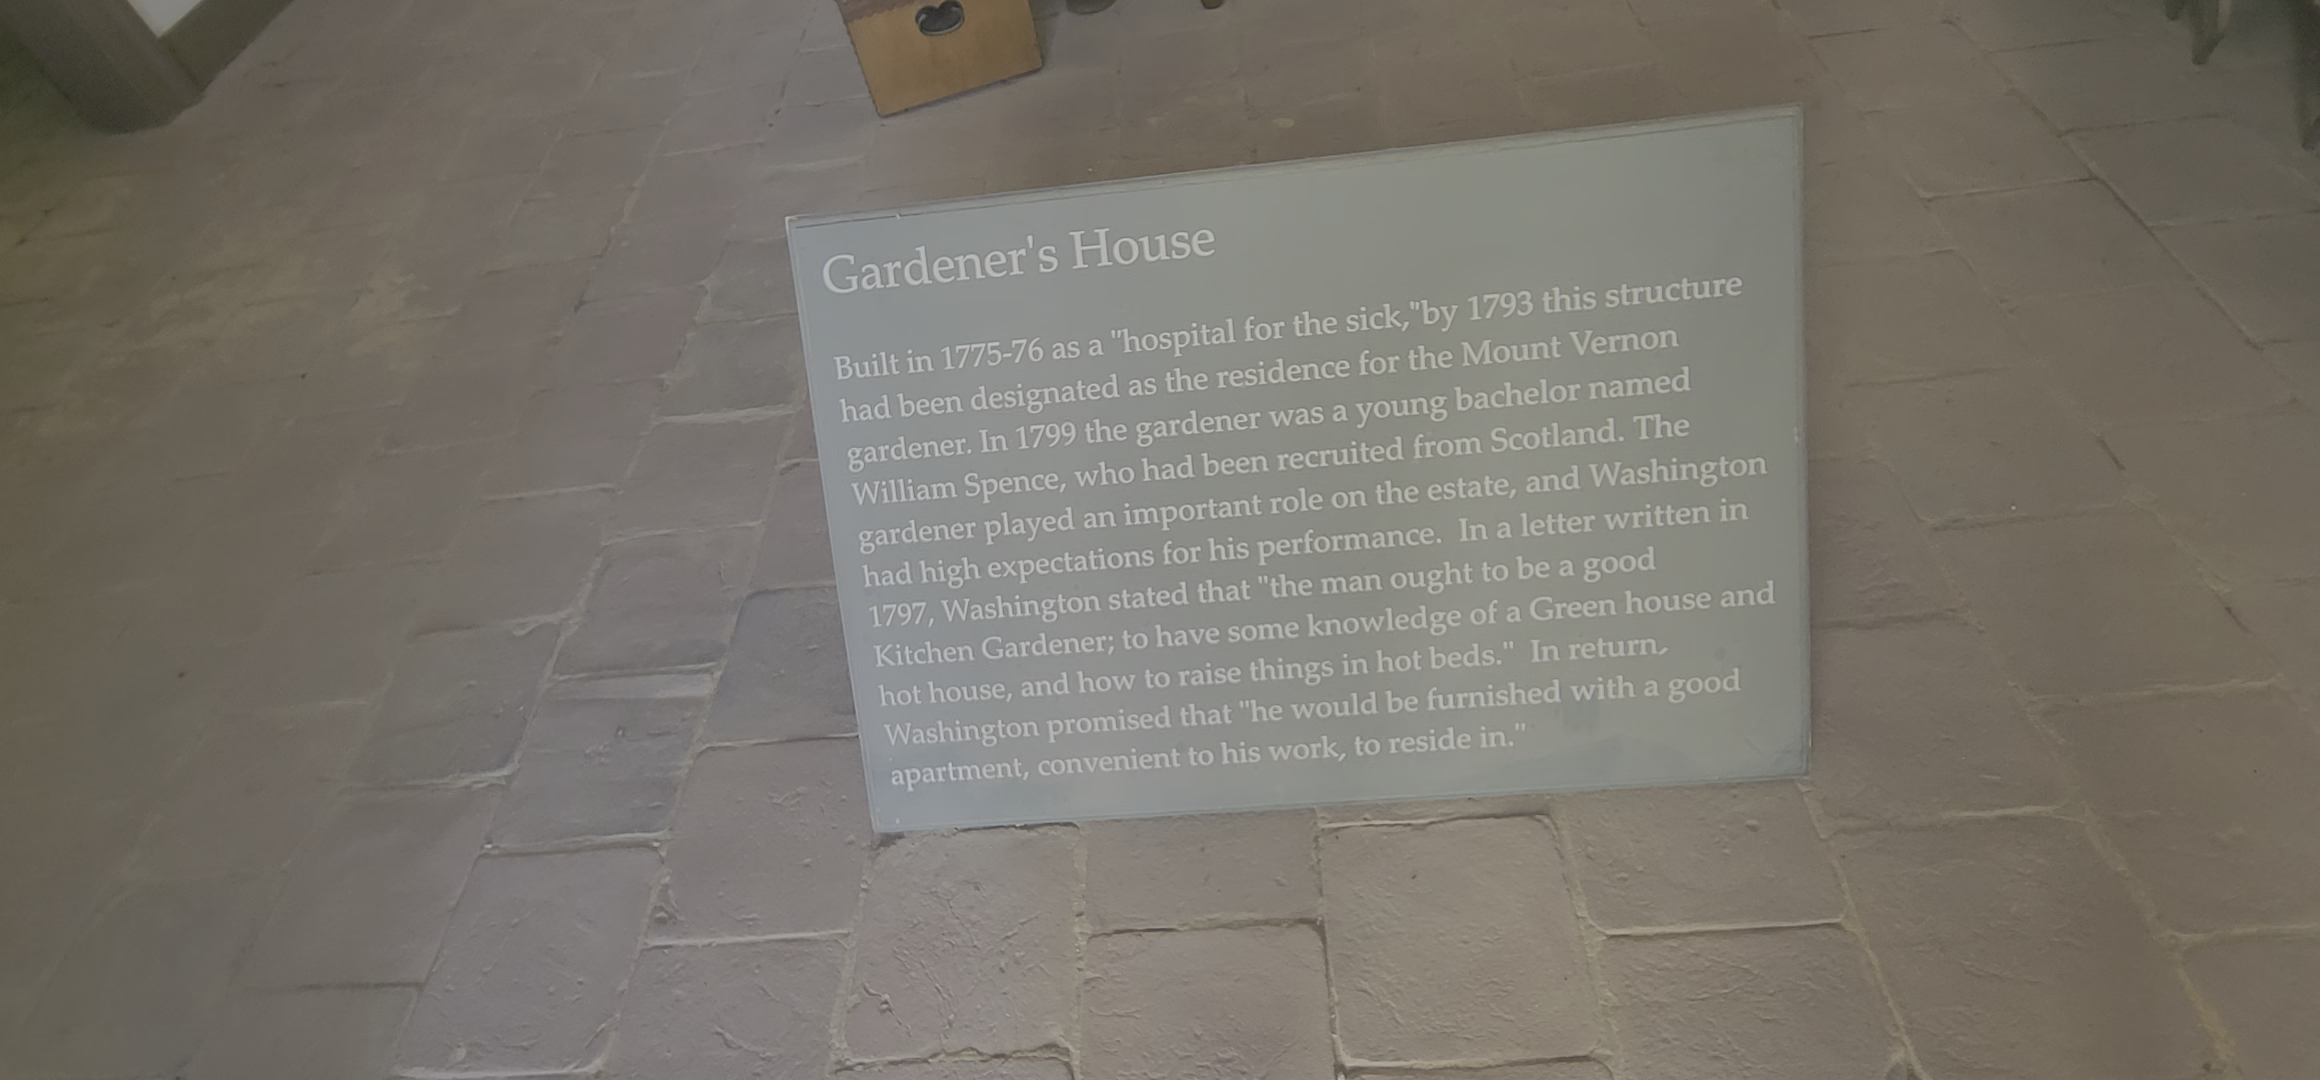 Gardener's House
Built in 1775-76 as a "hospital for the sick,"by 1793 this structure
had been designated as the residence for the Mount Vernon
gardener. In 1799 the gardener was a young bachelor named
William Spence, who had been recruited from Scotland. The
gardener played an important role on the estate, and Washington
had high expectations for his performance. In a letter written in
1797, Washington stated that "the man ought to be a good
Kitchen Gardener; to have some knowledge of a Green house and
hot house, and how to raise things in hot beds." In return,
Washington promised that "he would be furnished with a good
apartment, convenient to his work, to reside in."